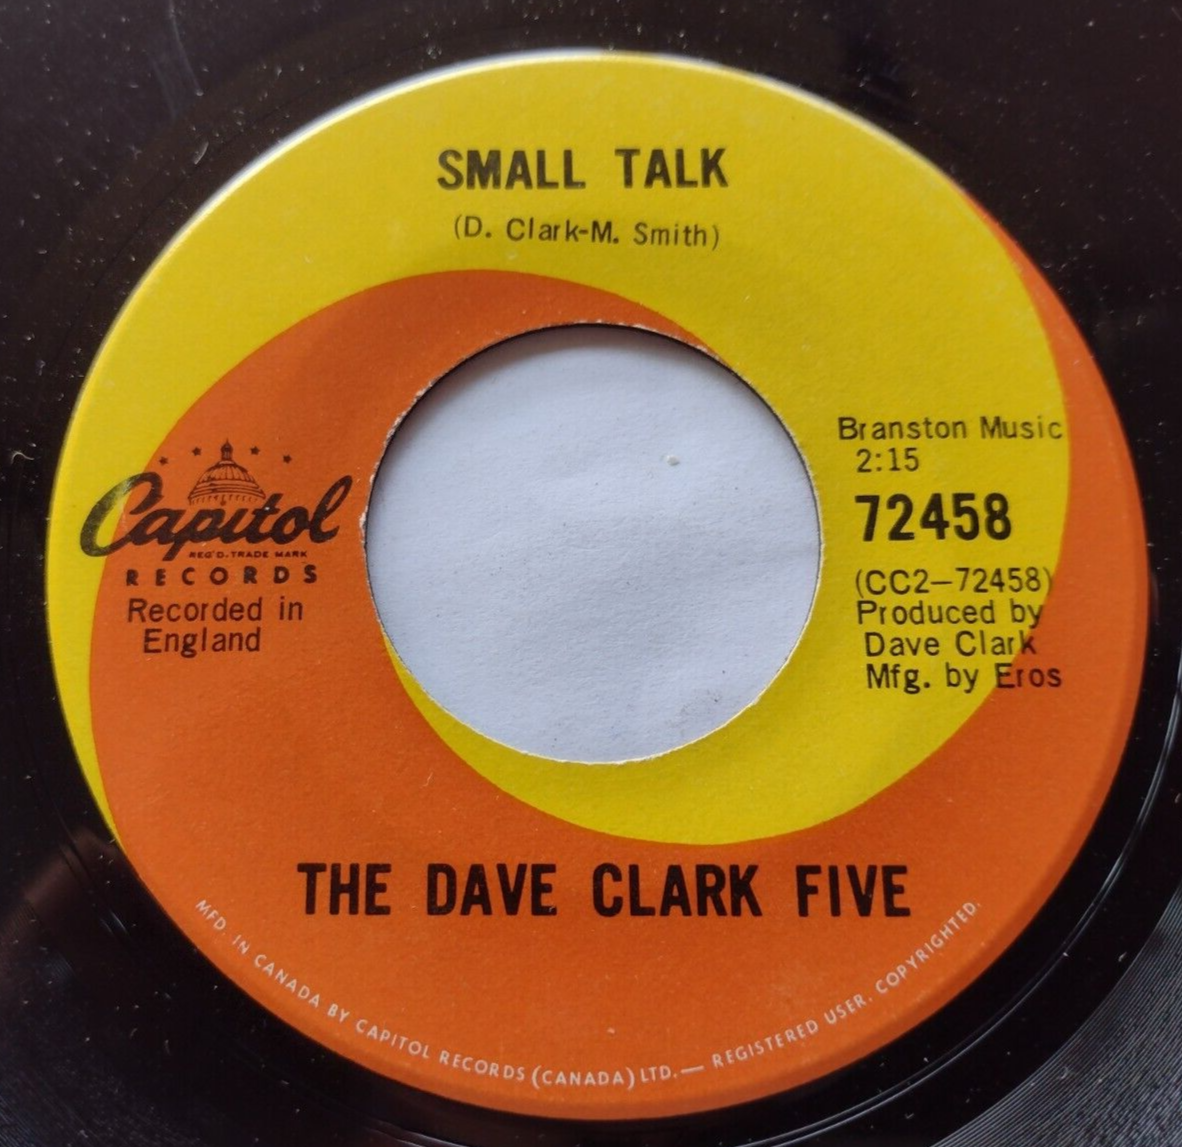 SMALL TALK
(D. Clark-M. Smith)
Branston Music
2:15
72458
(CC2-72458)
Produced by
Dave Clark
Mfg. by Eros
Capitol
REG'D. TRADE MARK
RECORDS
Recorded in
England
THE DAVE CLARK FIVE
MFD. IN CANADA BY CAPITOL RECORDS (CANADA) LTD.— REGISTERED USER. COPYRIGHTED.